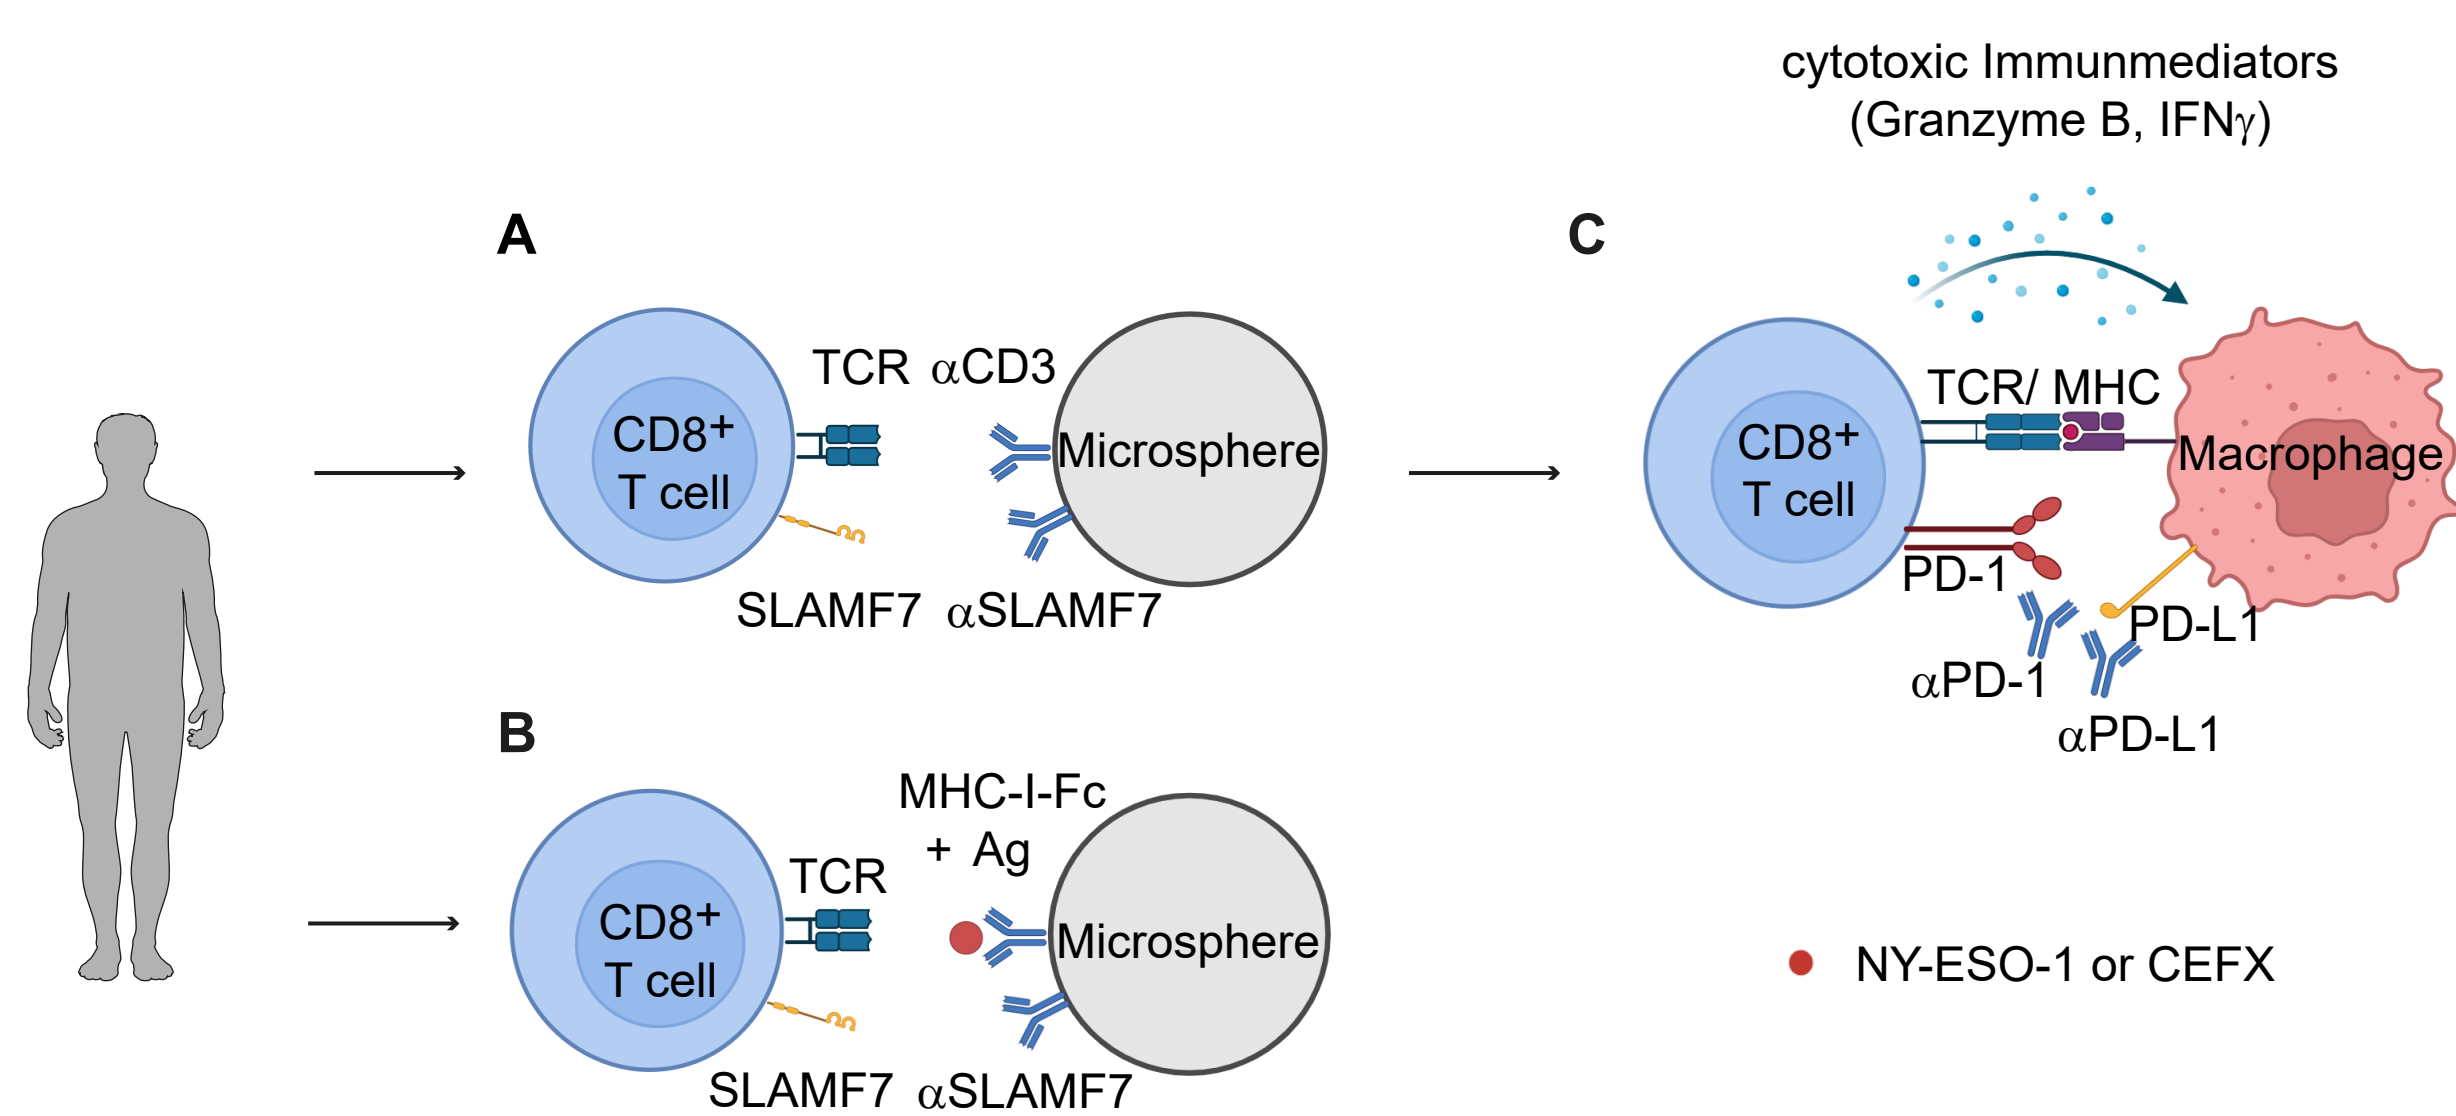 A
CD8+
T cell
TCR αCD3
Microsphere
SLAMF7 αSLAMF7
B
CD8+
T cell
TCR
MHC-I-Fc
+ Ag
Microsphere
SLAMF7 αSLAMF7
C
cytotoxic Immunmediators
(Granzyme B, IFNγ)
CD8+
T cell
TCR/ MHC
Macrophage
PD-1
PD-L1
αPD-1
αPD-L1
NY-ESO-1 or CEFX